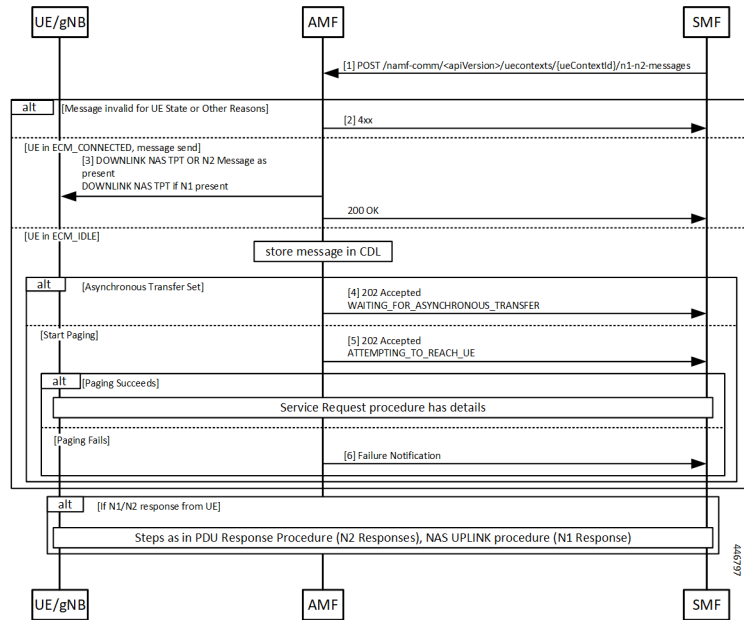 UE/gNB
AMF
SMF
[1] POST /namf-comm/<apiVersion>/uecontexts/{ueContextId}/n1-n2-messages
alt
[Message invalid for UE State or Other Reasons]
[2] 4xx
[UE in ECM_CONNECTED, message send]
[3] DOWNLINK NAS TPT OR N2 Message as
present
DOWNLINK NAS TPT if N1 present
200 OK
[UE in ECM_IDLE]
store message in CDL
alt
[Asynchronous Transfer Set]
[4] 202 Accepted
WAITING_FOR_ASYNCHRONOUS_TRANSFER
[Start Paging]
[5] 202 Accepted
ATTEMPTING_TO_REACH_UE
alt
[Paging Succeeds]
Service Request procedure has details
[Paging Fails]
[6] Failure Notification
alt
[If N1/N2 response from UE]
Steps as in PDU Response Procedure (N2 Responses), NAS UPLINK procedure (N1 Response)
446797
UE/gNB
AMF
SMF